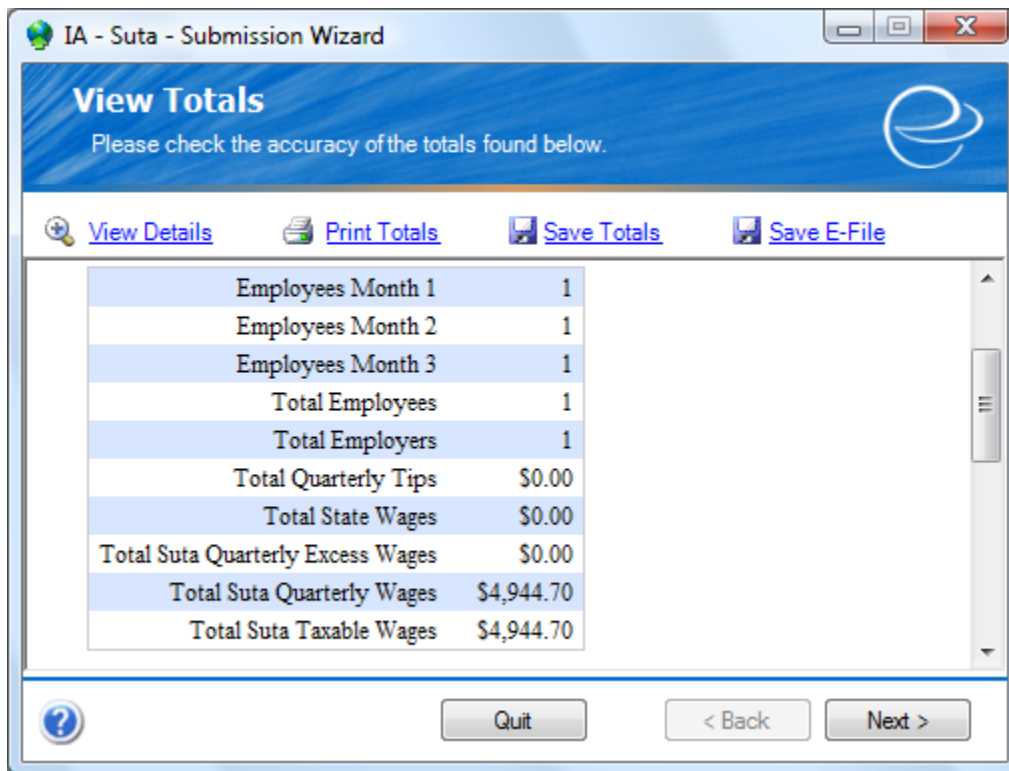 IA - Suta - Submission Wizard
View Totals
Please check the accuracy of the totals found below.
View Details Print Totals Save Totals Save E-File
Employees Month 1 1
Employees Month 2 1
Employees Month 3 1
Total Employees 1
Total Employers 1
Total Quarterly Tips $0.00
Total State Wages $0.00
Total Suta Quarterly Excess Wages $0.00
Total Suta Quarterly Wages $4,944.70
Total Suta Taxable Wages $4,944.70
? Quit < Back Next >